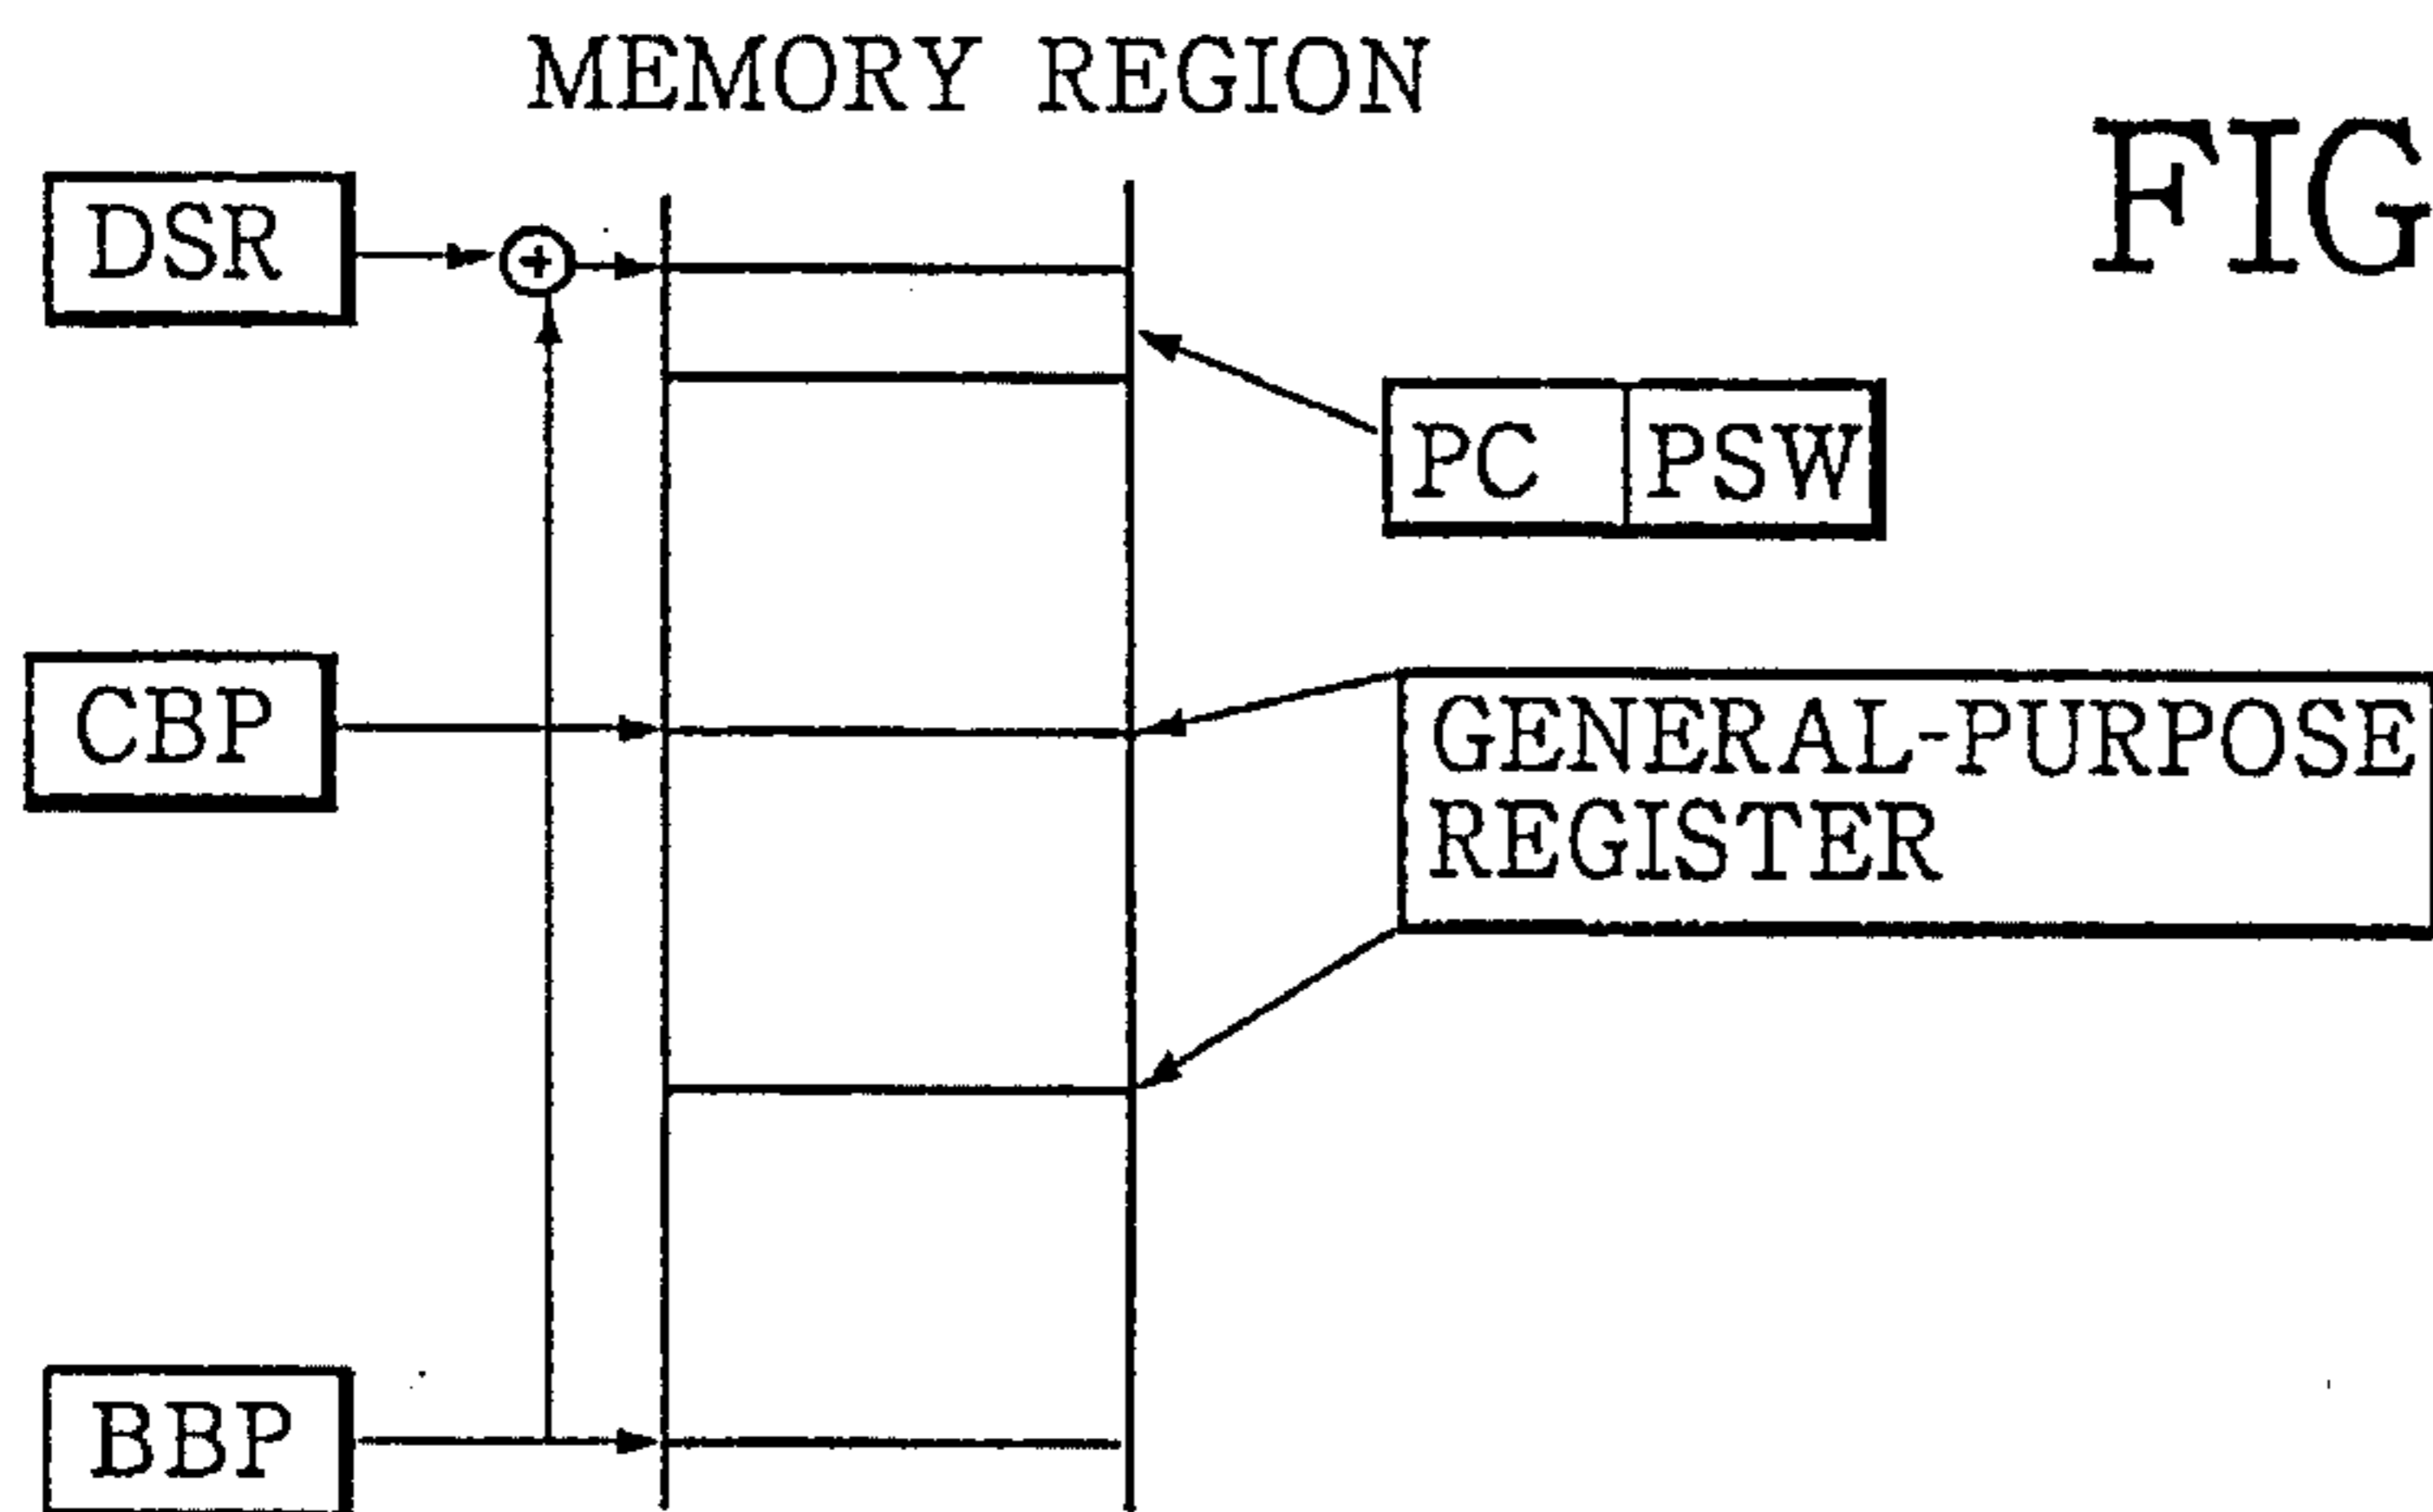 MEMORY REGION
FIG
DSR
PC PSW
CBP
GENERAL-PURPOSE
REGISTER
BBP